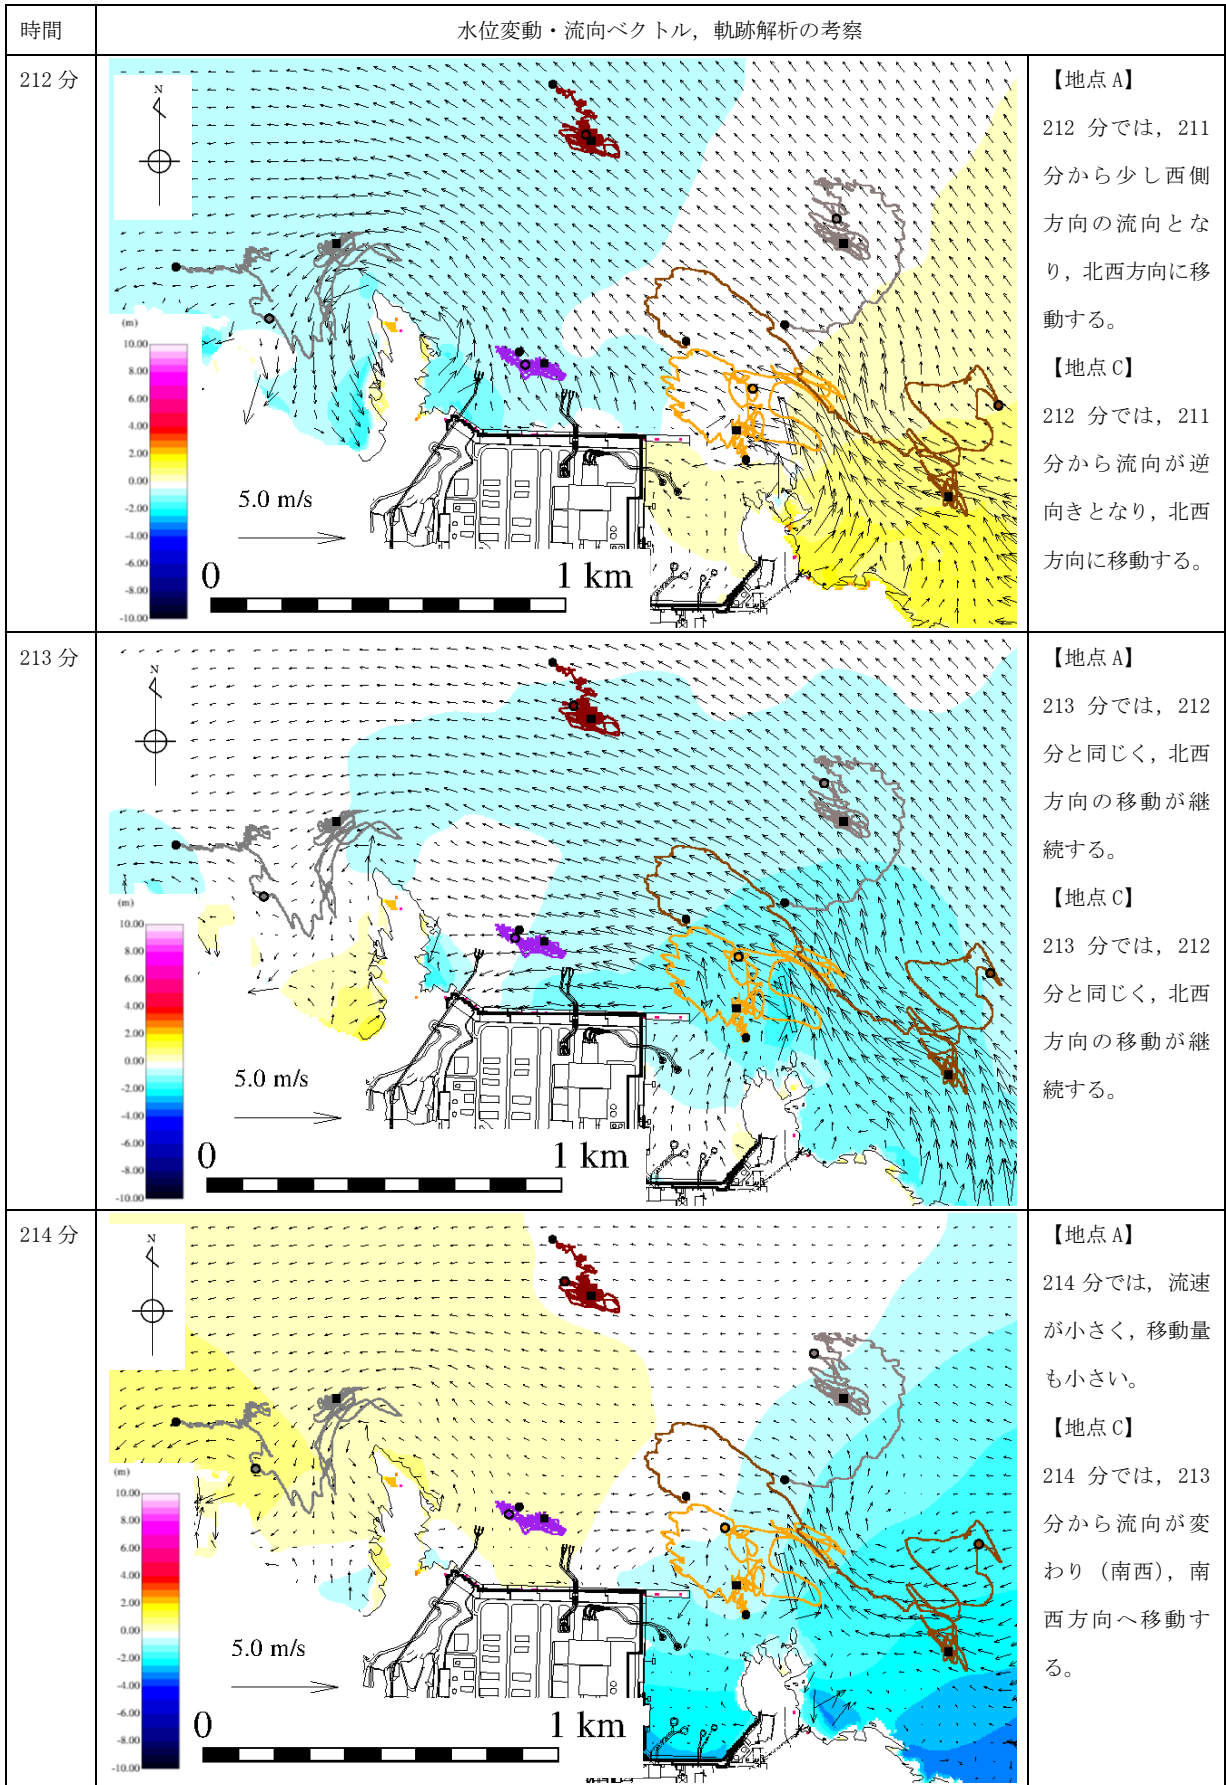 時間
水位変動・流向ベクトル，軌跡解析の考察
212 分
N
(m)
10.00
8.00
6.00
4.00
2.00
0.00
-2.00
-4.00
-6.00
-8.00
-10.00
5.0 m/s
0
1 km
【地点 A】
212 分では，211
分から少し西側
方向の流向とな
り，北西方向に移
動する。
【地点 C】
212 分では，211
分から流向が逆
向きとなり，北西
方向に移動する。
213 分
N
(m)
10.00
8.00
6.00
4.00
2.00
0.00
-2.00
-4.00
-6.00
-8.00
-10.00
5.0 m/s
0
1 km
【地点 A】
213 分では，212
分と同じく，北西
方向の移動が継
続する。
【地点 C】
213 分では，212
分と同じく，北西
方向の移動が継
続する。
214 分
N
(m)
10.00
8.00
6.00
4.00
2.00
0.00
-2.00
-4.00
-6.00
-8.00
-10.00
5.0 m/s
0
1 km
【地点 A】
214 分では，流速
が小さく，移動量
も小さい。
【地点 C】
214 分では，213
分から流向が変
わり（南西），南
西方向へ移動す
る。